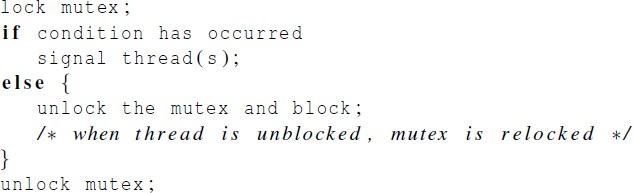 lock mutex;
if condition has occurred
   signal thread(s);
else {
   unlock the mutex and block;
   /* when thread is unblocked, mutex is relocked */
}
unlock mutex;